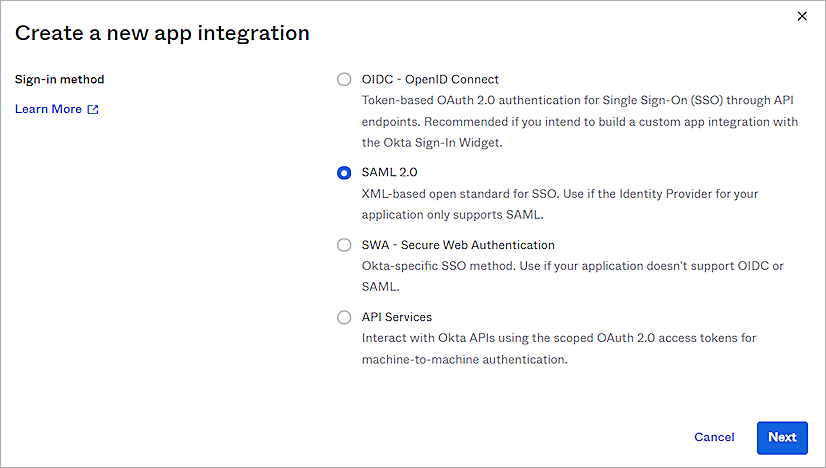 Create a new app integration
Sign-in method
Learn More
OIDC - OpenID Connect
Token-based OAuth 2.0 authentication for Single Sign-On (SSO) through API
endpoints. Recommended if you intend to build a custom app integration with
the Okta Sign-In Widget.
SAML 2.0
XML-based open standard for SSO. Use if the Identity Provider for your
application only supports SAML.
SWA - Secure Web Authentication
Okta-specific SSO method. Use if your application doesn't support OIDC or
SAML.
API Services
Interact with Okta APIs using the scoped OAuth 2.0 access tokens for
machine-to-machine authentication.
Cancel
Next